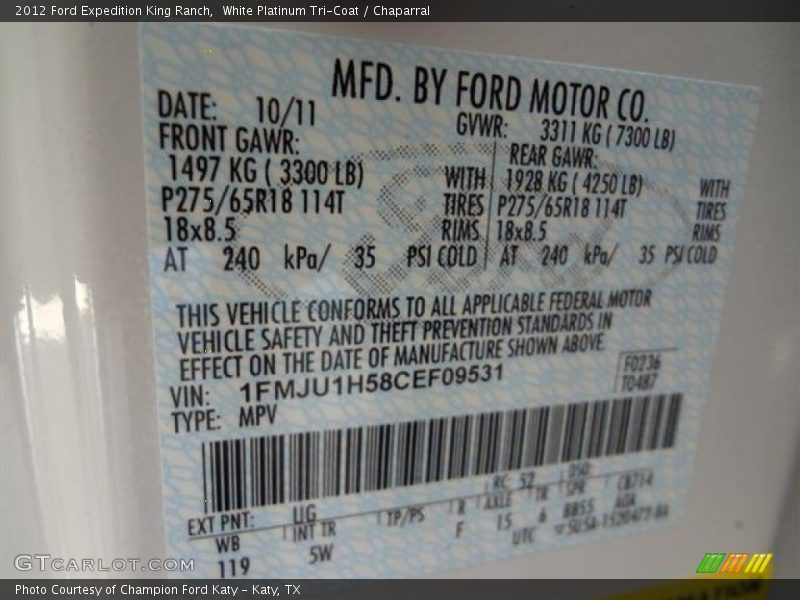 2012 Ford Expedition King Ranch,  White Platinum Tri-Coat / Chaparral
MFD. BY FORD MOTOR CO.
DATE: 10/11 GVWR: 3311 KG ( 7300 LB)
FRONT GAWR: REAR GAWR:
1497 KG ( 3300 LB) WITH 1928 KG ( 4250 LB) WITH
P275/65R18 114T TIRES P275/65R18 114T TIRES
18x8.5 RIMS 18x8.5 RIMS
AT 240 kPa/ 35 PSI COLD AT 240 kPa/ 35 PSI COLD
THIS VEHICLE CONFORMS TO ALL APPLICABLE FEDERAL MOTOR
VEHICLE SAFETY AND THEFT PREVENTION STANDARDS IN
EFFECT ON THE DATE OF MANUFACTURE SHOWN ABOVE
VIN: 1FMJU1H58CEF09531 F0236
TYPE: MPV T0487
EXT PNT: UG RC: 52
WB INT TR TP/PS R AXLE TR SPR
119 5W F 15 6 8855
UTC
GTCARLOT.COM
Photo Courtesy of Champion Ford Katy - Katy, TX